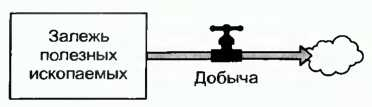 Залежь
полезных
ископаемых
Добыча